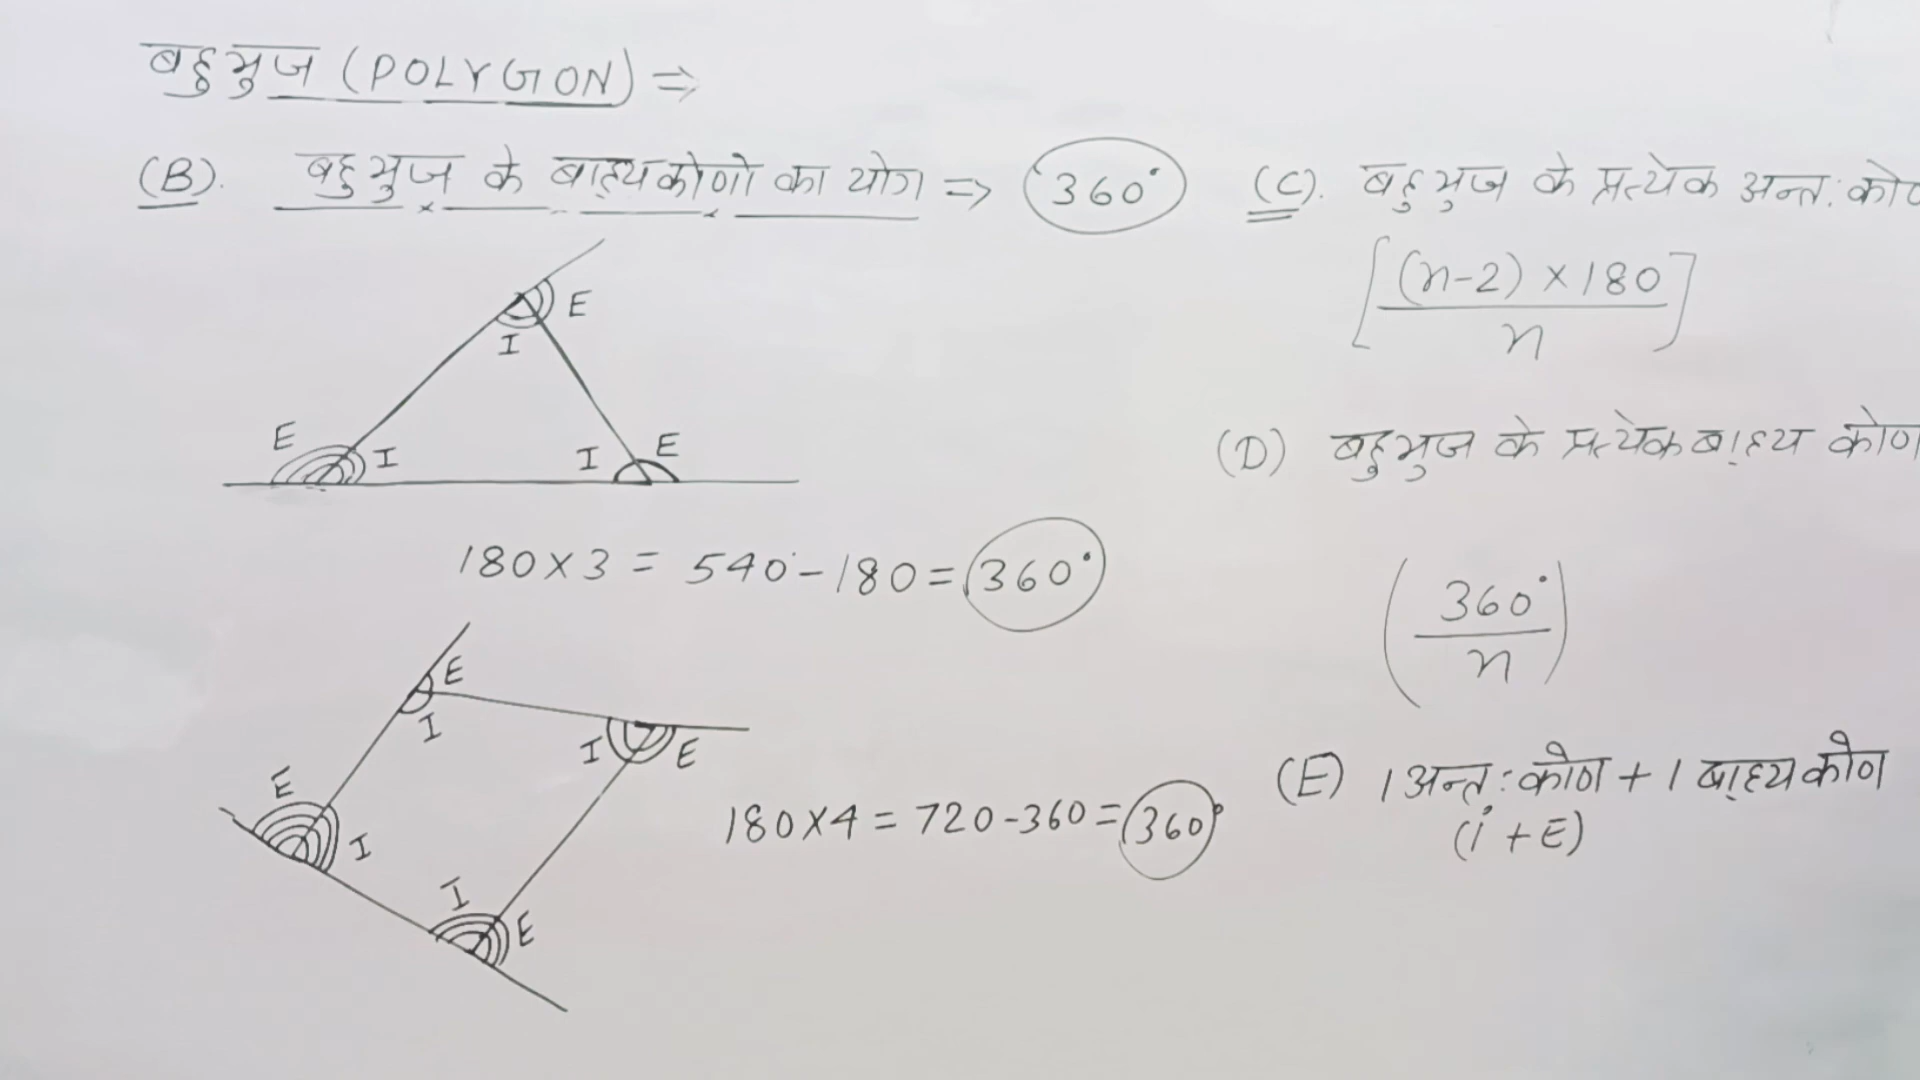 बहुभुज (POLYGON) ⇒
(B). बहुभुज के बाह्यकोणो का योग ⇒ 360°
E
I
E
I
I
E
180×3 = 540°-180 = 360°
E
I
I
E
E
I
I
E
180×4 = 720-360 = 360°
(C). बहुभुज के प्रत्येक अन्त:
[(n-2)×180
n]
(D) बहुभुज के प्रत्येक बाह्य कोण
(360°
n)
(E) 1 अन्त: कोण + 1 बाह्य कोण
(i + E)